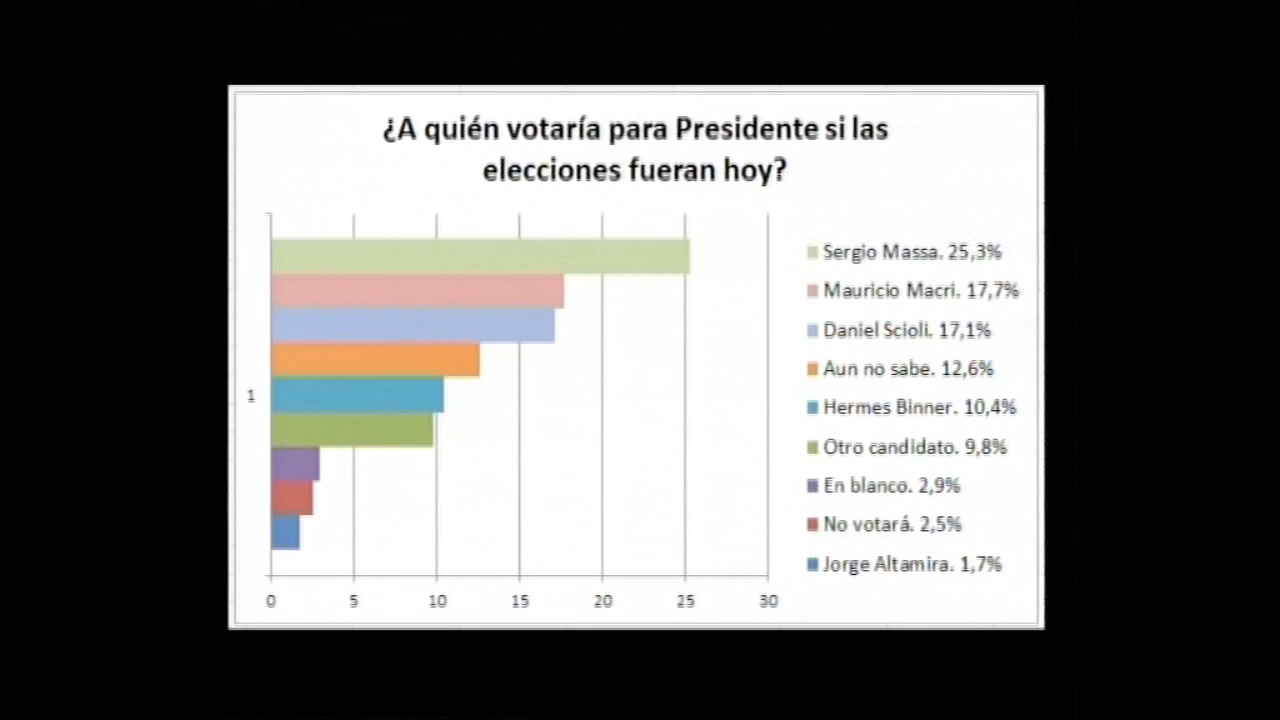 ¿A quién votaría para Presidente si las
elecciones fueran hoy?
Sergio Massa. 25,3%
Mauricio Macri. 17,7%
Daniel Scioli. 17,1%
Aun no sabe. 12,6%
1
Hermes Binner. 10,4%
Otro candidato. 9,8%
En blanco. 2,9%
No votará. 2,5%
Jorge Altamira. 1,7%
0 5 10 15 20 25 30